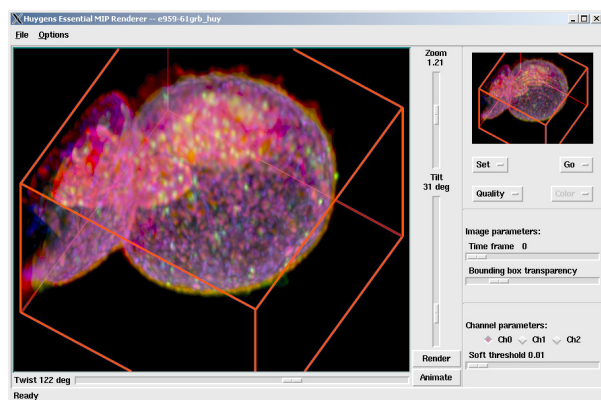 Huygens Essential MIP Renderer -- e959-61grb_huy
File Options
Zoom
1.21
Tilt
31 deg
Set
Go
Quality
Color
Image parameters:
Time frame 0
Bounding box transparency
Channel parameters:
Ch0 Ch1 Ch2
Soft threshold 0.01
Render
Animate
Twist 122 deg
Ready